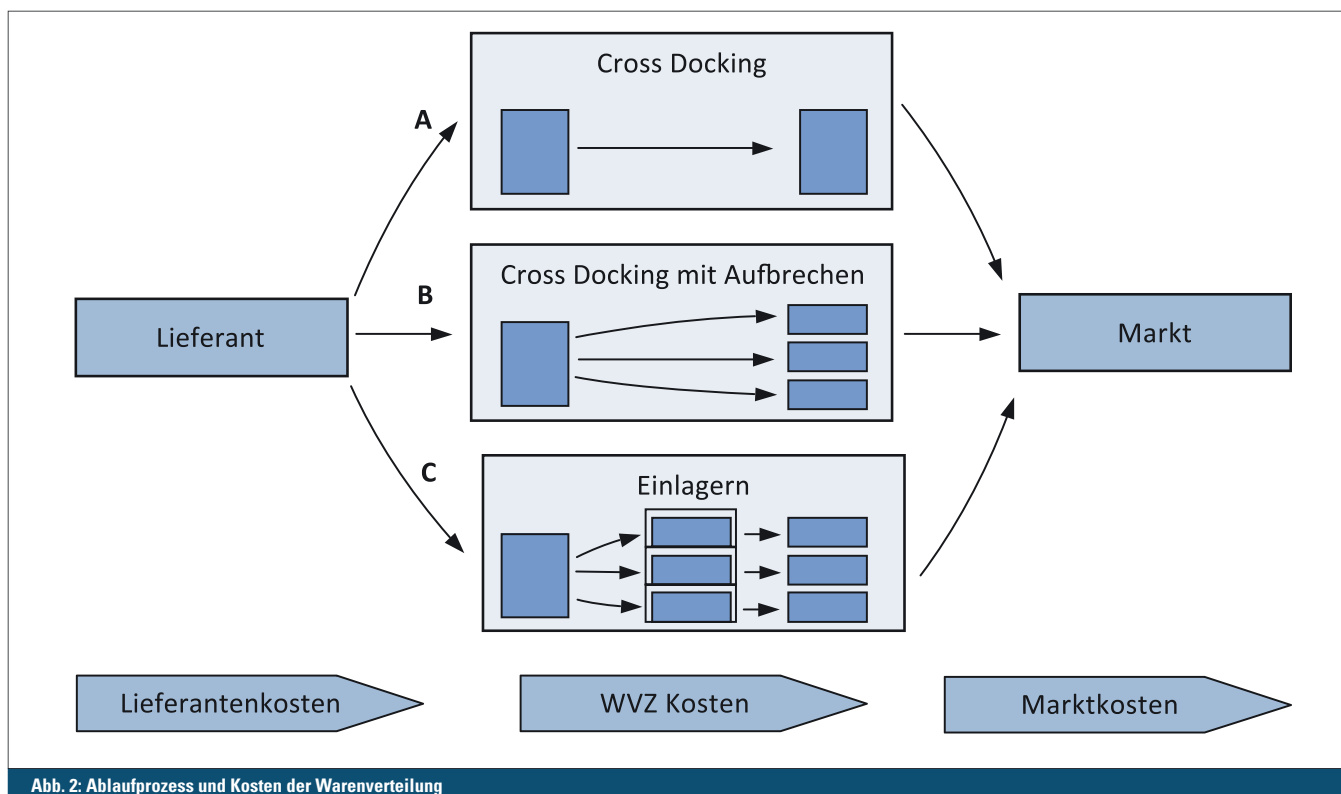 Cross Docking
A
Cross Docking mit Aufbrechen
B
Lieferant
Markt
C
Einlagern
Lieferantenkosten
WVZ Kosten
Marktkosten
Abb. 2: Ablaufprozess und Kosten der Warenverteilung